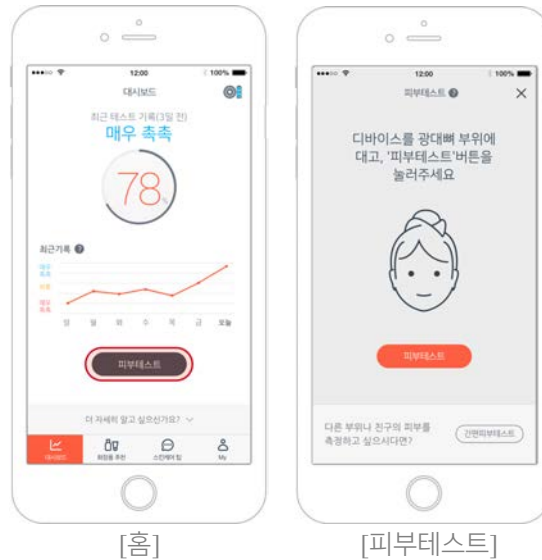 12:00
100%
대시보드
최근 테스트 기록(3일 전)
매우 촉촉
78%
최근기록 ?
매우
촉촉
보통
매우
건조
일 월 화 수 목 금 오늘
피부테스트
더 자세히 알고 싶으신가요?
대시보드 화장품 추천 스킨케어 팁 My
[홈]
12:00
100%
피부테스트 ?
디바이스를 광대뼈 부위에
대고, '피부테스트'버튼을
눌러주세요
피부테스트
다른 부위나 친구의 피부를
측정하고 싶으시다면?
간편피부테스트
[피부테스트]